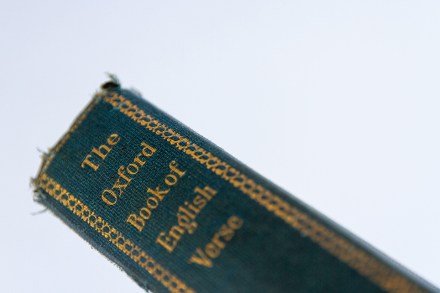 The
Oxford
Book of
English
Verse